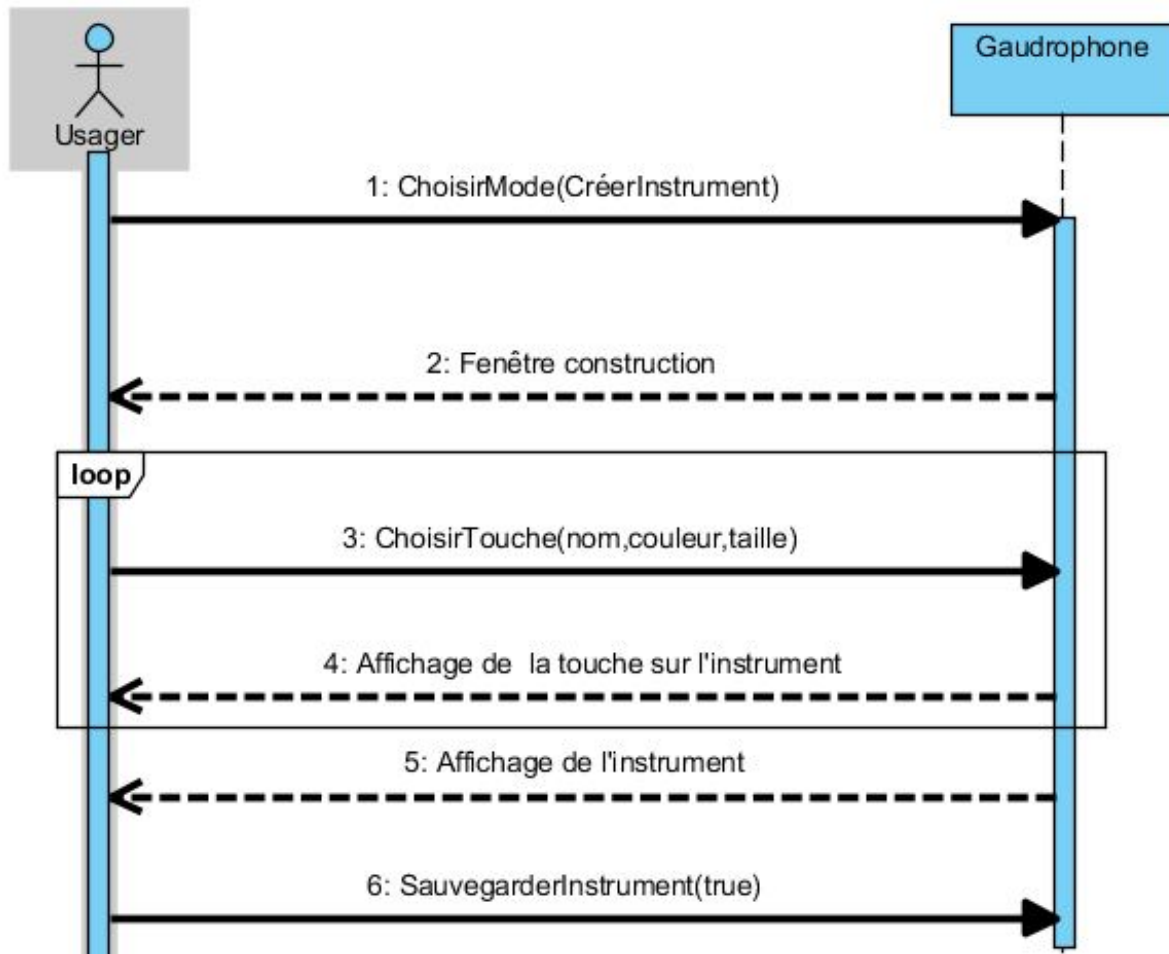 Usager
Gaudrophone
1: ChoisirMode(CréerInstrument)
2: Fenêtre construction
loop
3: ChoisirTouche(nom,couleur,taille)
4: Affichage de  la touche sur l'instrument
5: Affichage de l'instrument
6: SauvegarderInstrument(true)